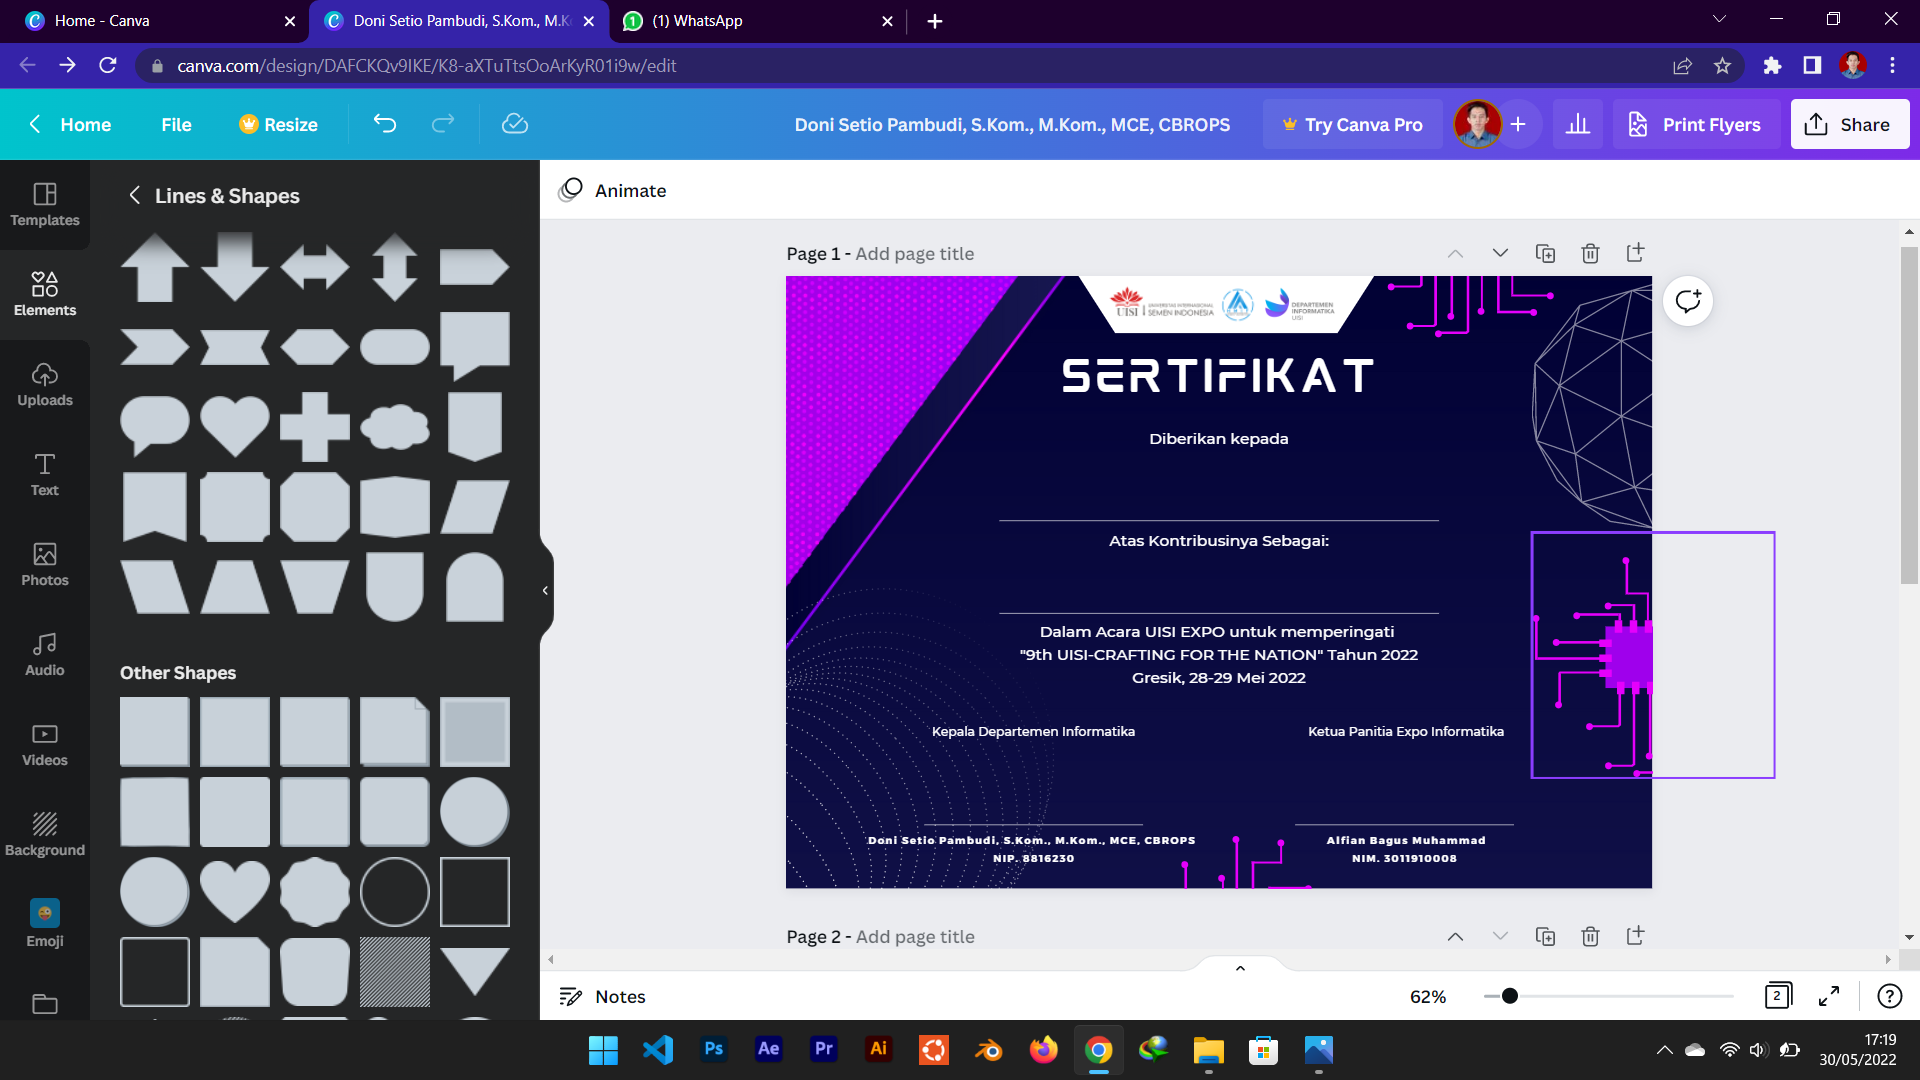 Home - Canva
Doni Setio Pambudi, S.Kom., M.K
(1) WhatsApp
canva.com/design/DAFCKQv9IKE/K8-aXTuTtsOoArKyR01i9w/edit
Home
File
Resize
Doni Setio Pambudi, S.Kom., M.Kom., MCE, CBROPS
Try Canva Pro
Print Flyers
Share
Templates
Elements
Uploads
Text
Photos
Audio
Videos
Background
Emoji
Lines & Shapes
Other Shapes
Animate
Page 1 - Add page title
UISI
UNIVERSITAS INTERNASIONAL
SEMEN INDONESIA
DEPARTEMEN
INFORMATIKA
UISI
SERTIFIKAT
Diberikan kepada
Atas Kontribusinya Sebagai:
Dalam Acara UISI EXPO untuk memperingati
"9th UISI-CRAFTING FOR THE NATION" Tahun 2022
Gresik, 28-29 Mei 2022
Kepala Departemen Informatika
Ketua Panitia Expo Informatika
Doni Setio Pambudi, S.Kom., M.Kom., MCE, CBROPS
NIP. 8816230
Alfian Bagus Muhammad
NIM. 3011910008
Page 2 - Add page title
Notes
62%
2
Ps
Ae
Pr
Ai
17:19
30/05/2022